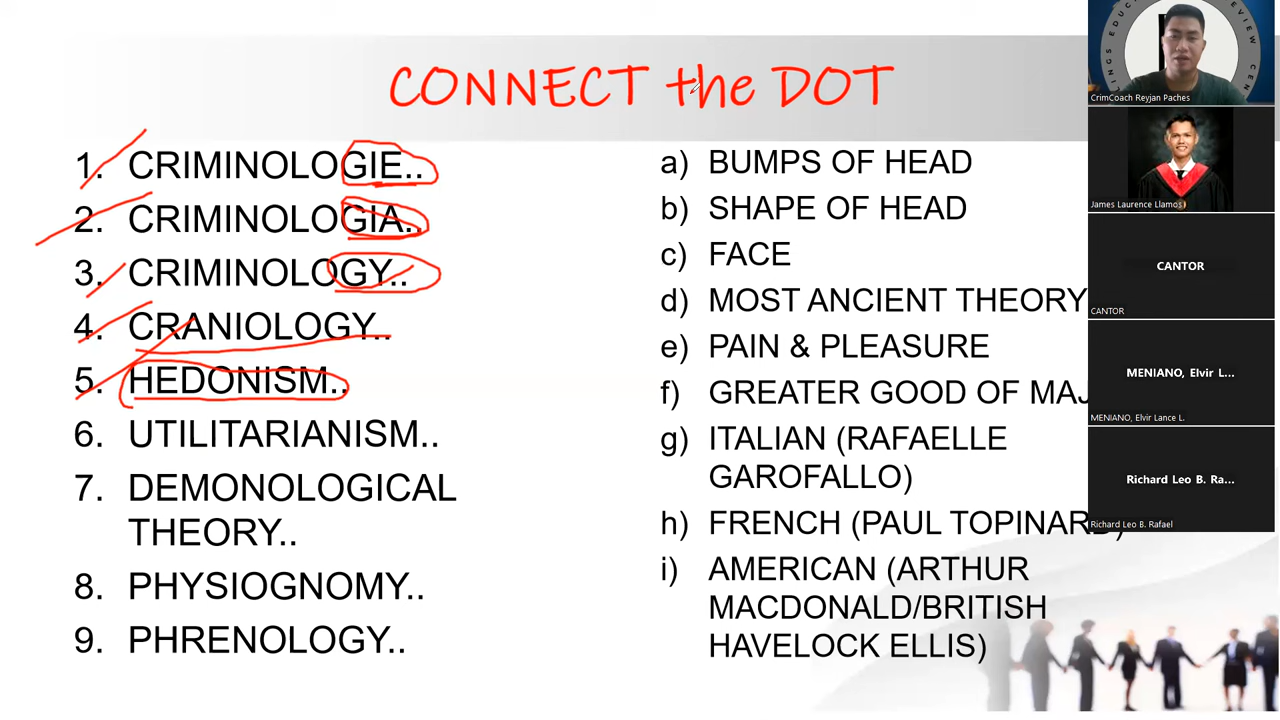 CONNECT the DOT
1. CRIMINOLOGIE..
2. CRIMINOLOGIA..
3. CRIMINOLOGY..
4. CRANIOLOGY..
5. HEDONISM..
6. UTILITARIANISM..
7. DEMONOLOGICAL
THEORY..
8. PHYSIOGNOMY..
9. PHRENOLOGY..
a) BUMPS OF HEAD
b) SHAPE OF HEAD
c) FACE
d) MOST ANCIENT THEORY
e) PAIN & PLEASURE
f) GREATER GOOD OF MAJ
g) ITALIAN (RAFAELLE
GAROFALLO)
h) FRENCH (PAUL TOPINARD)
i) AMERICAN (ARTHUR
MACDONALD/BRITISH
HAVELOCK ELLIS)
CrimCoach Reyjan Paches
James Laurence Llamos
CANTOR
CANTOR
MENIANO, Elvir L...
MENIANO, Elvir Lance L.
Richard Leo B. Ra...
Richard Leo B. Rafael